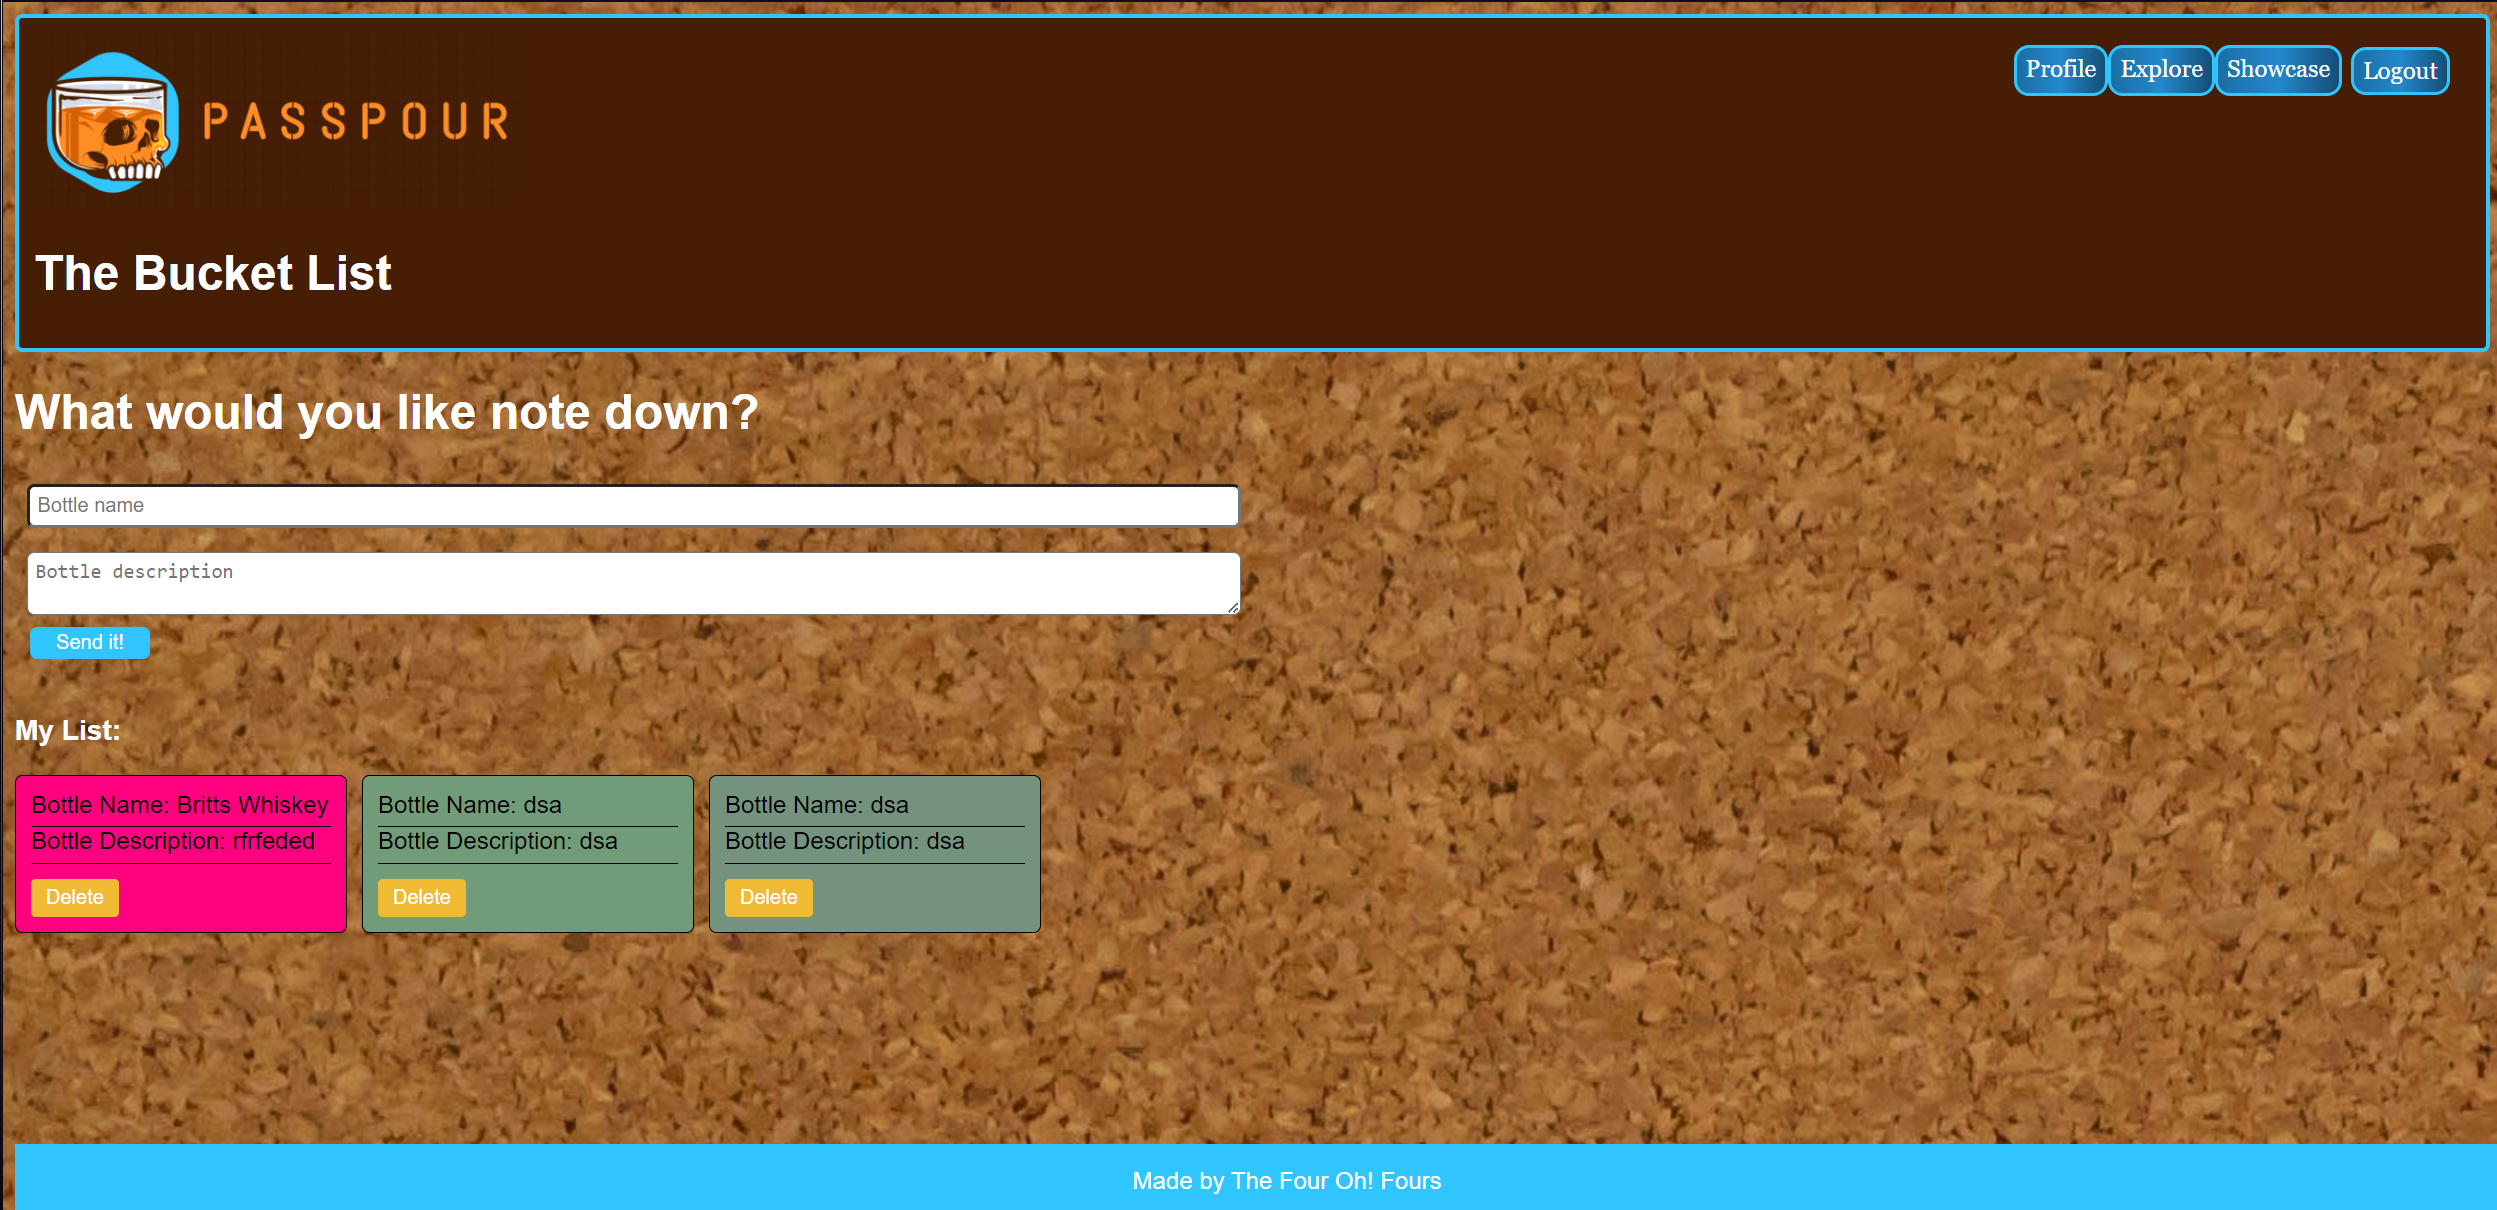 PASSPOUR
Profile Explore Showcase Logout
The Bucket List
What would you like note down?
Bottle name
Bottle description
Send it!
My List:
Bottle Name: Britts Whiskey
Bottle Description: rfrfeded
Delete
Bottle Name: dsa
Bottle Description: dsa
Delete
Bottle Name: dsa
Bottle Description: dsa
Delete
Made by The Four Oh! Fours